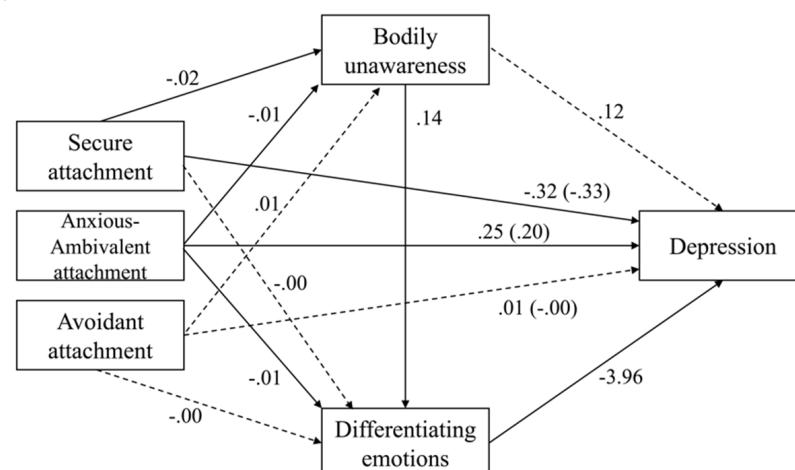 Bodily
unawareness
-.02
-.01
.14
.12
Secure
attachment
-.32 (-.33)
.01
Anxious-
Ambivalent
attachment
.25 (.20)
Depression
-.00
.01 (-.00)
Avoidant
attachment
-.01
-3.96
-.00
Differentiating
emotions